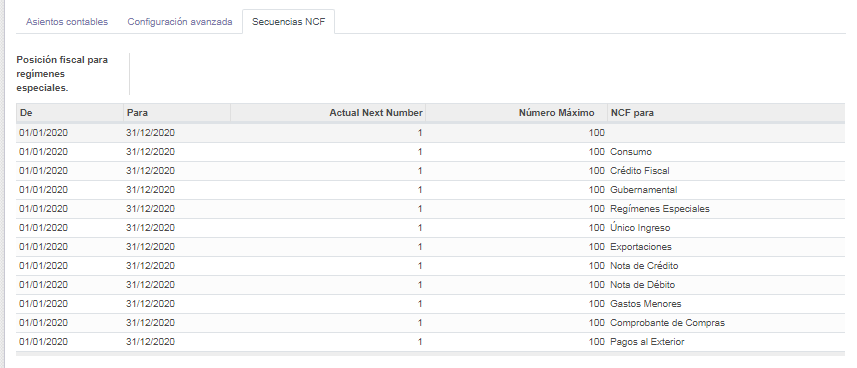 Asientos contables Configuración avanzada Secuencias NCF
Posición fiscal para
regímenes
especiales.
De Para Actual Next Number Número Máximo NCF para
01/01/2020 31/12/2020 1 100
01/01/2020 31/12/2020 1 100 Consumo
01/01/2020 31/12/2020 1 100 Crédito Fiscal
01/01/2020 31/12/2020 1 100 Gubernamental
01/01/2020 31/12/2020 1 100 Regímenes Especiales
01/01/2020 31/12/2020 1 100 Único Ingreso
01/01/2020 31/12/2020 1 100 Exportaciones
01/01/2020 31/12/2020 1 100 Nota de Crédito
01/01/2020 31/12/2020 1 100 Nota de Débito
01/01/2020 31/12/2020 1 100 Gastos Menores
01/01/2020 31/12/2020 1 100 Comprobante de Compras
01/01/2020 31/12/2020 1 100 Pagos al Exterior